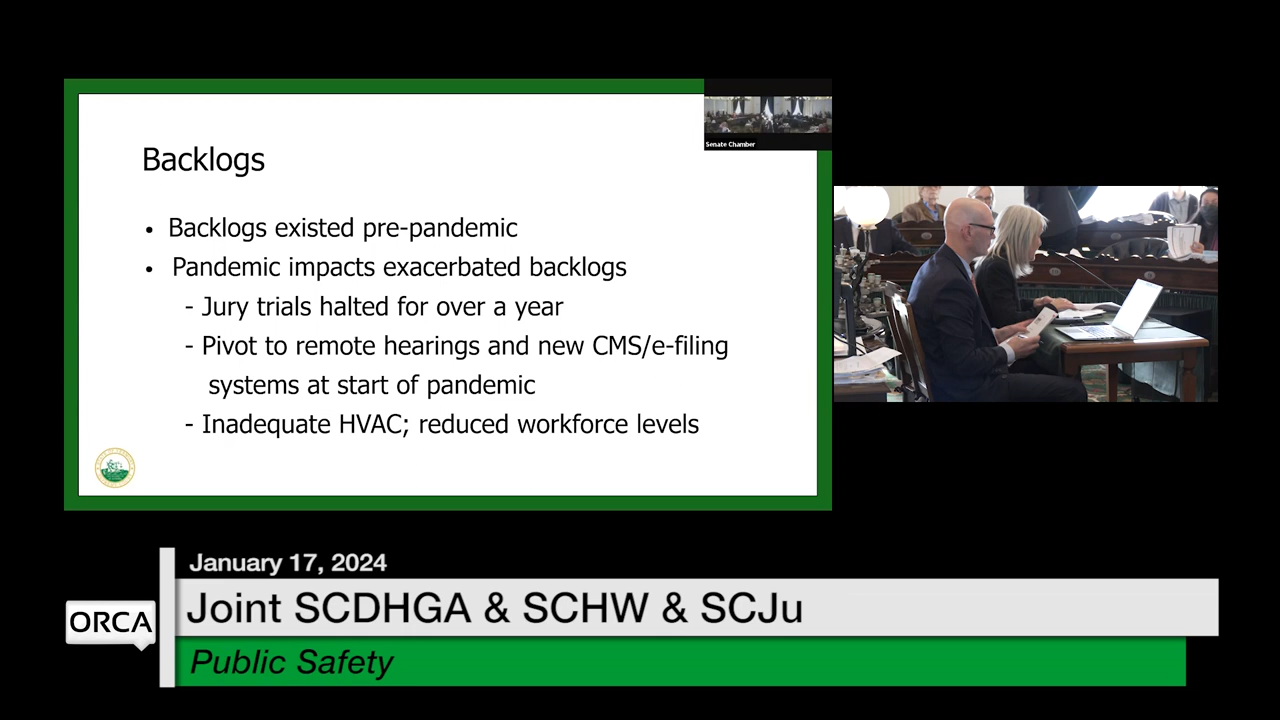 Senate Chamber
Backlogs
• Backlogs existed pre-pandemic
• Pandemic impacts exacerbated backlogs
- Jury trials halted for over a year
- Pivot to remote hearings and new CMS/e-filing
systems at start of pandemic
- Inadequate HVAC; reduced workforce levels
January 17, 2024
ORCA
Joint SCDHGA & SCHW & SCJu
Public Safety